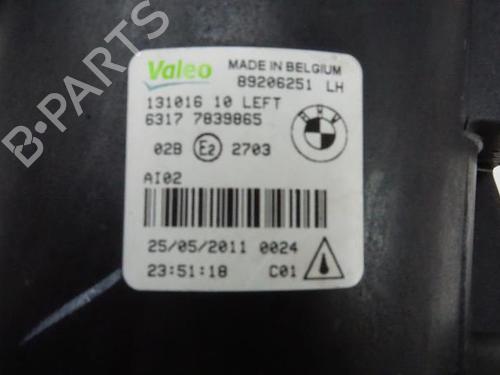 Valeo MADE IN BELGIUM
89206251 LH
131016 10 LEFT
6317 7839865
02B E2 2703
AI02
25/05/2011 0024
23:51:18 C01
B-PARTS